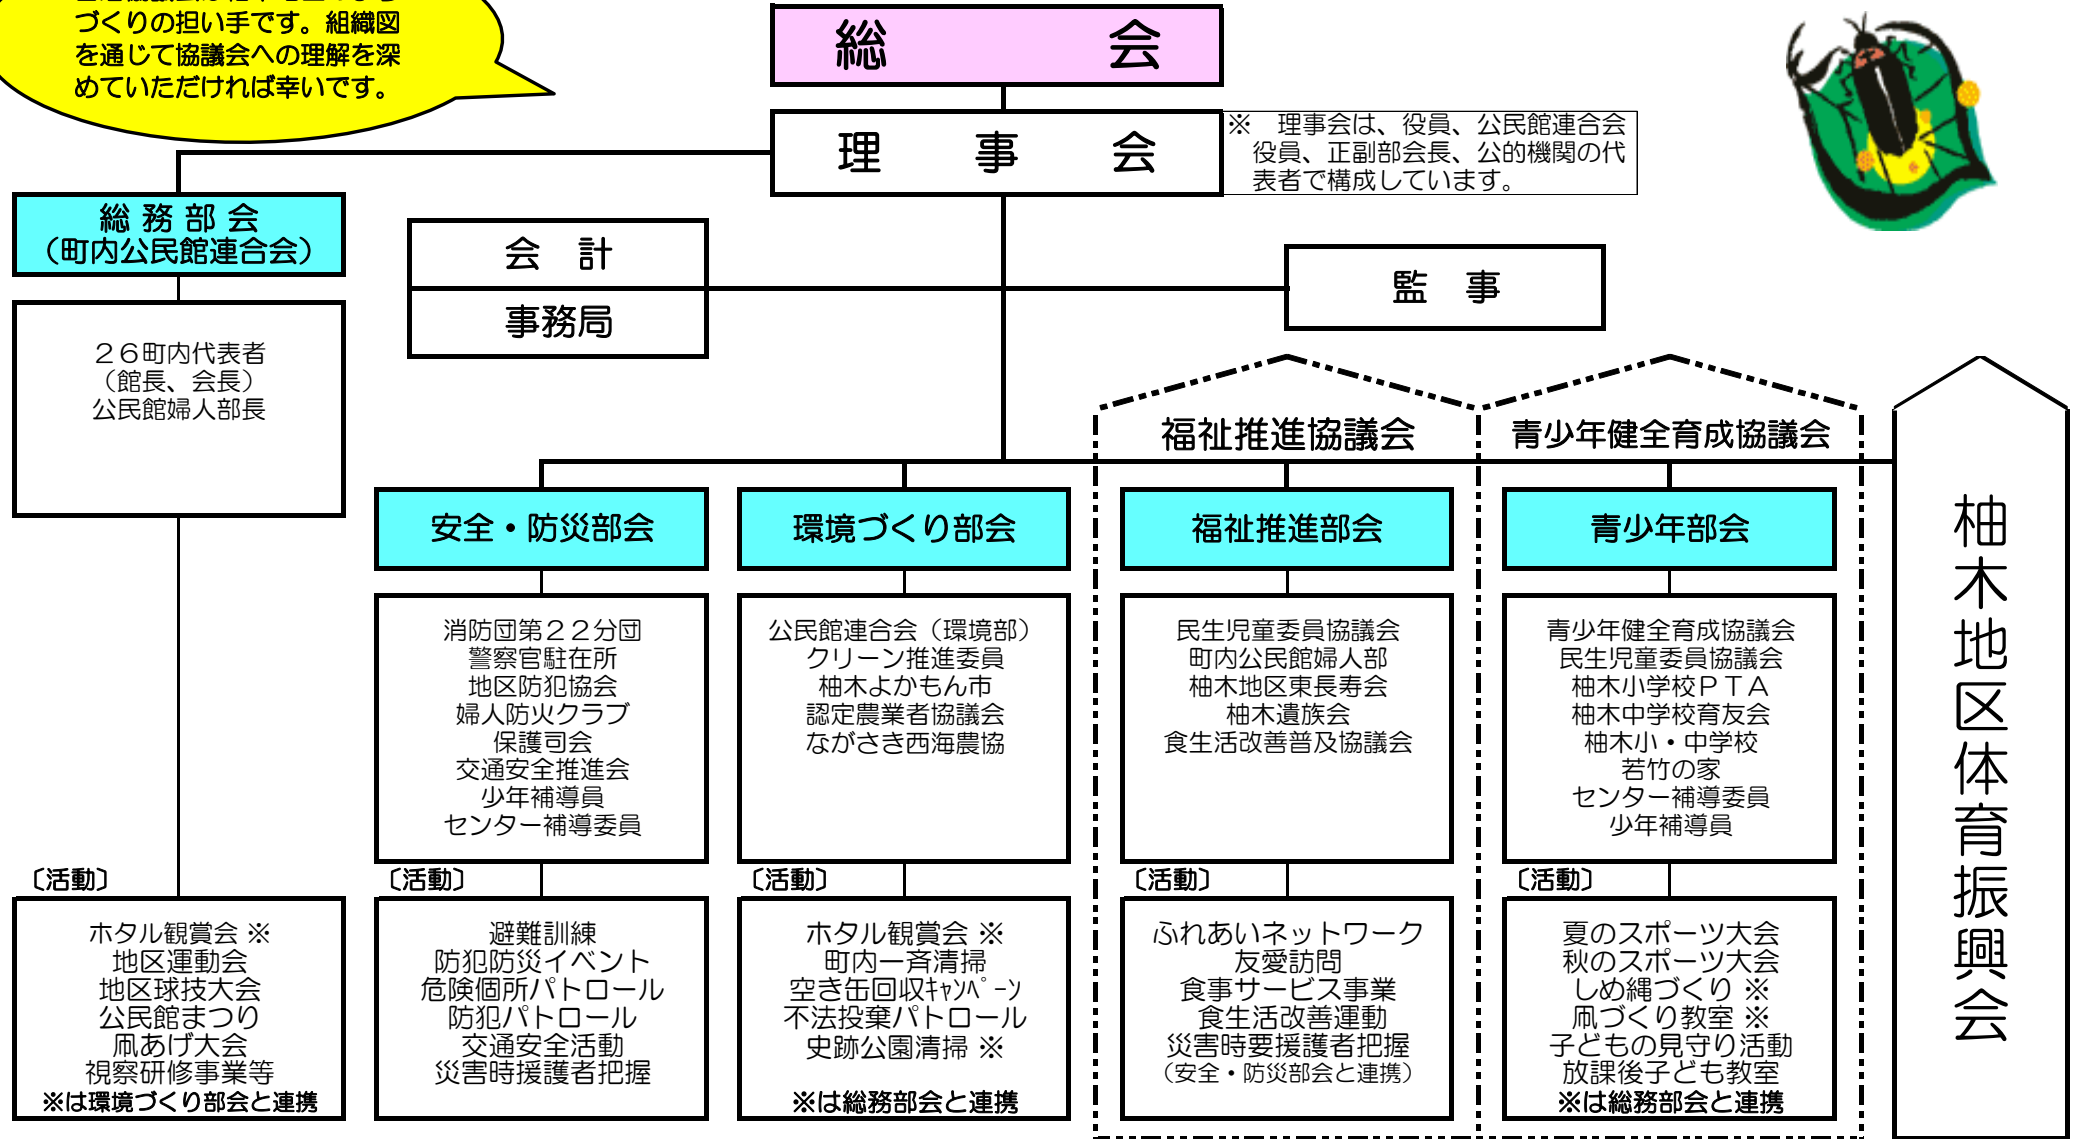 づくりの担い手です。組織図
を通じて協議会への理解を深
めていただければ幸いです。
総会
理事会
※　理事会は、役員、公民館連合会
役員、正副部会長、公的機関の代
表者で構成しています。
総務部会
（町内公民館連合会）
会計
事務局
監事
２６町内代表者
（館長、会長）
公民館婦人部長
福祉推進協議会
青少年健全育成協議会
柚木地区体育振興会
安全・防災部会
環境づくり部会
福祉推進部会
青少年部会
消防団第２２分団
警察官駐在所
地区防犯協会
婦人防火クラブ
保護司会
交通安全推進会
少年補導員
センター補導委員
公民館連合会（環境部）
クリーン推進委員
柚木よかもん市
認定農業者協議会
ながさき西海農協
民生児童委員協議会
町内公民館婦人部
柚木地区東長寿会
柚木遺族会
食生活改善普及協議会
青少年健全育成協議会
民生児童委員協議会
柚木小学校ＰＴＡ
柚木中学校育友会
柚木小・中学校
若竹の家
センター補導委員
少年補導員
〔活動〕
ホタル観賞会 ※
地区運動会
地区球技大会
公民館まつり
凧あげ大会
視察研修事業等
※は環境づくり部会と連携
〔活動〕
避難訓練
防犯防災イベント
危険個所パトロール
防犯パトロール
交通安全活動
災害時援護者把握
〔活動〕
ホタル観賞会 ※
町内一斉清掃
空き缶回収ｷｬﾝﾍﾟｰﾝ
不法投棄パトロール
史跡公園清掃 ※
※は総務部会と連携
〔活動〕
ふれあいネットワーク
友愛訪問
食事サービス事業
食生活改善運動
災害時要援護者把握
（安全・防災部会と連携）
〔活動〕
夏のスポーツ大会
秋のスポーツ大会
しめ縄づくり ※
凧づくり教室 ※
子どもの見守り活動
放課後子ども教室
※は総務部会と連携